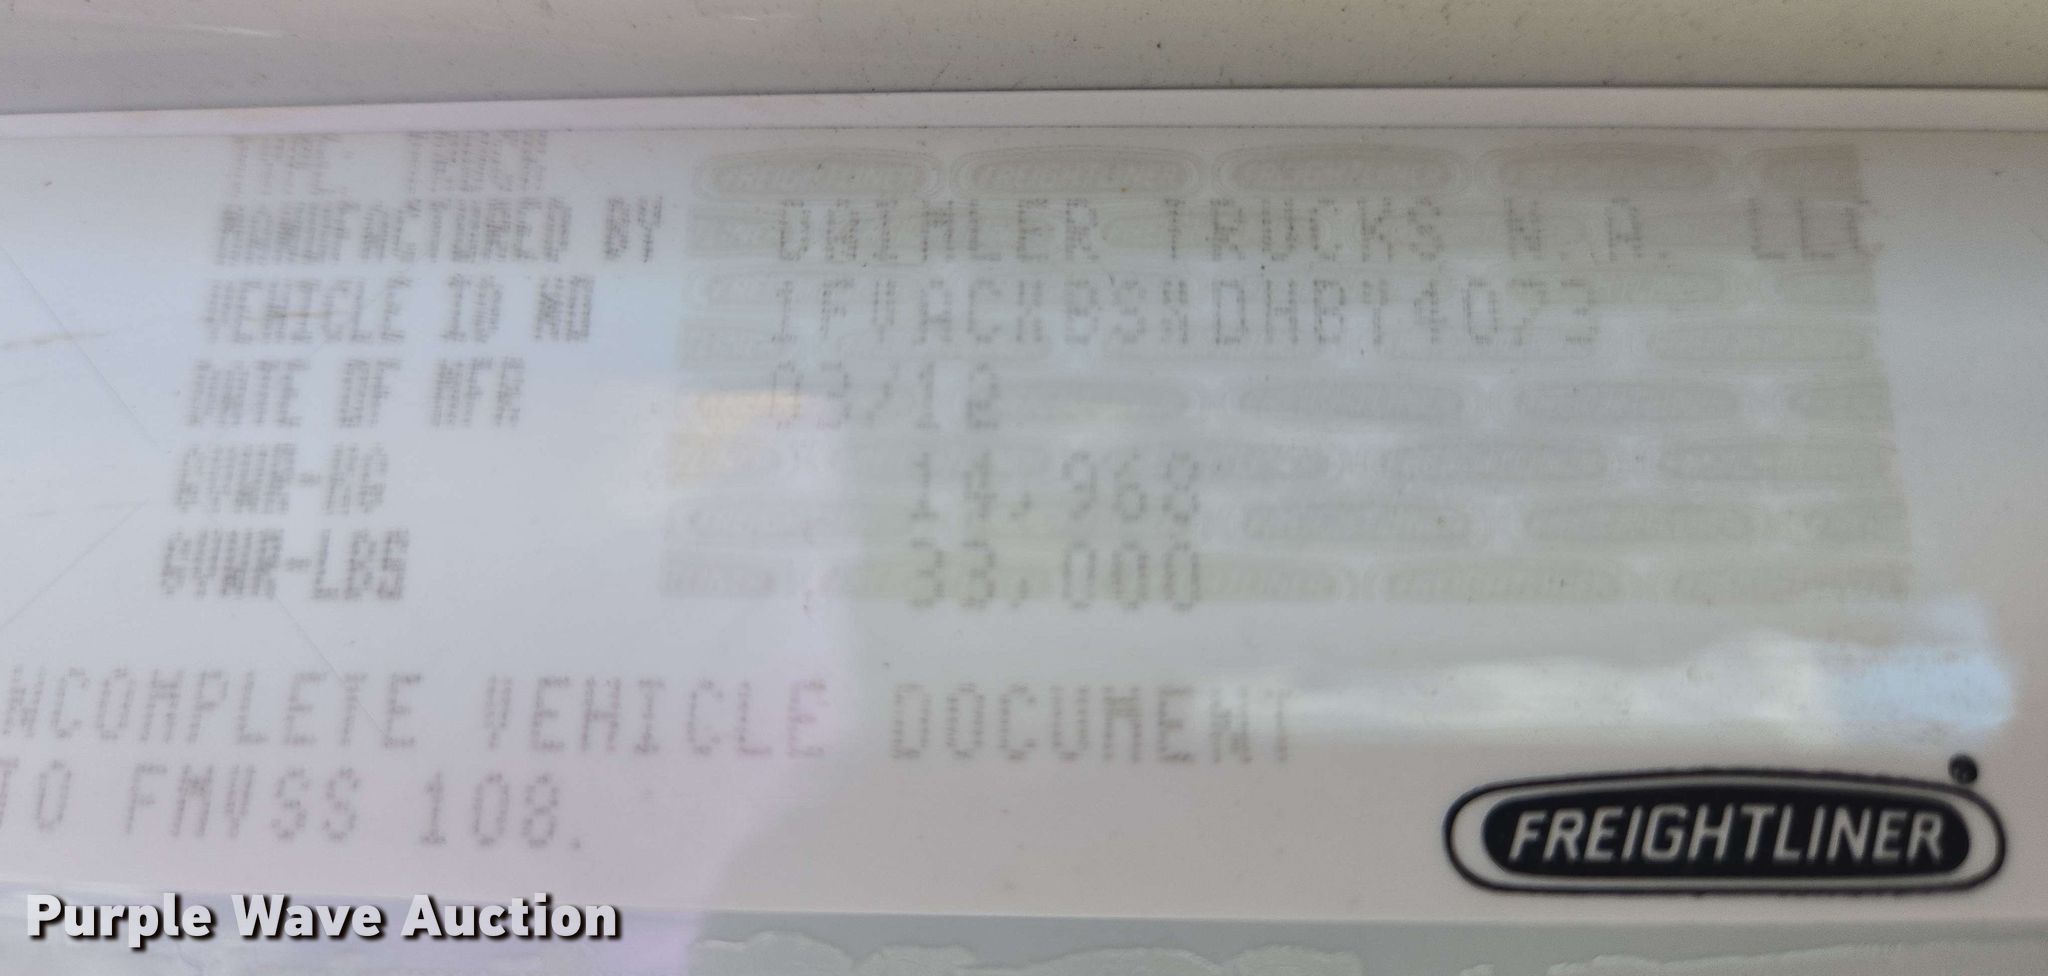 TYPE: TRUCK
MANUFACTURED BY DAIMLER TRUCKS N.A. LLC
VEHICLE ID NO
DATE OF MFR 03/12
GVWR-KG 14,968
GVWR-LBS 33,000
NCOMPLETE VEHICLE DOCUMENT
TO FMVSS 108.
FREIGHTLINER
Purple Wave Auction